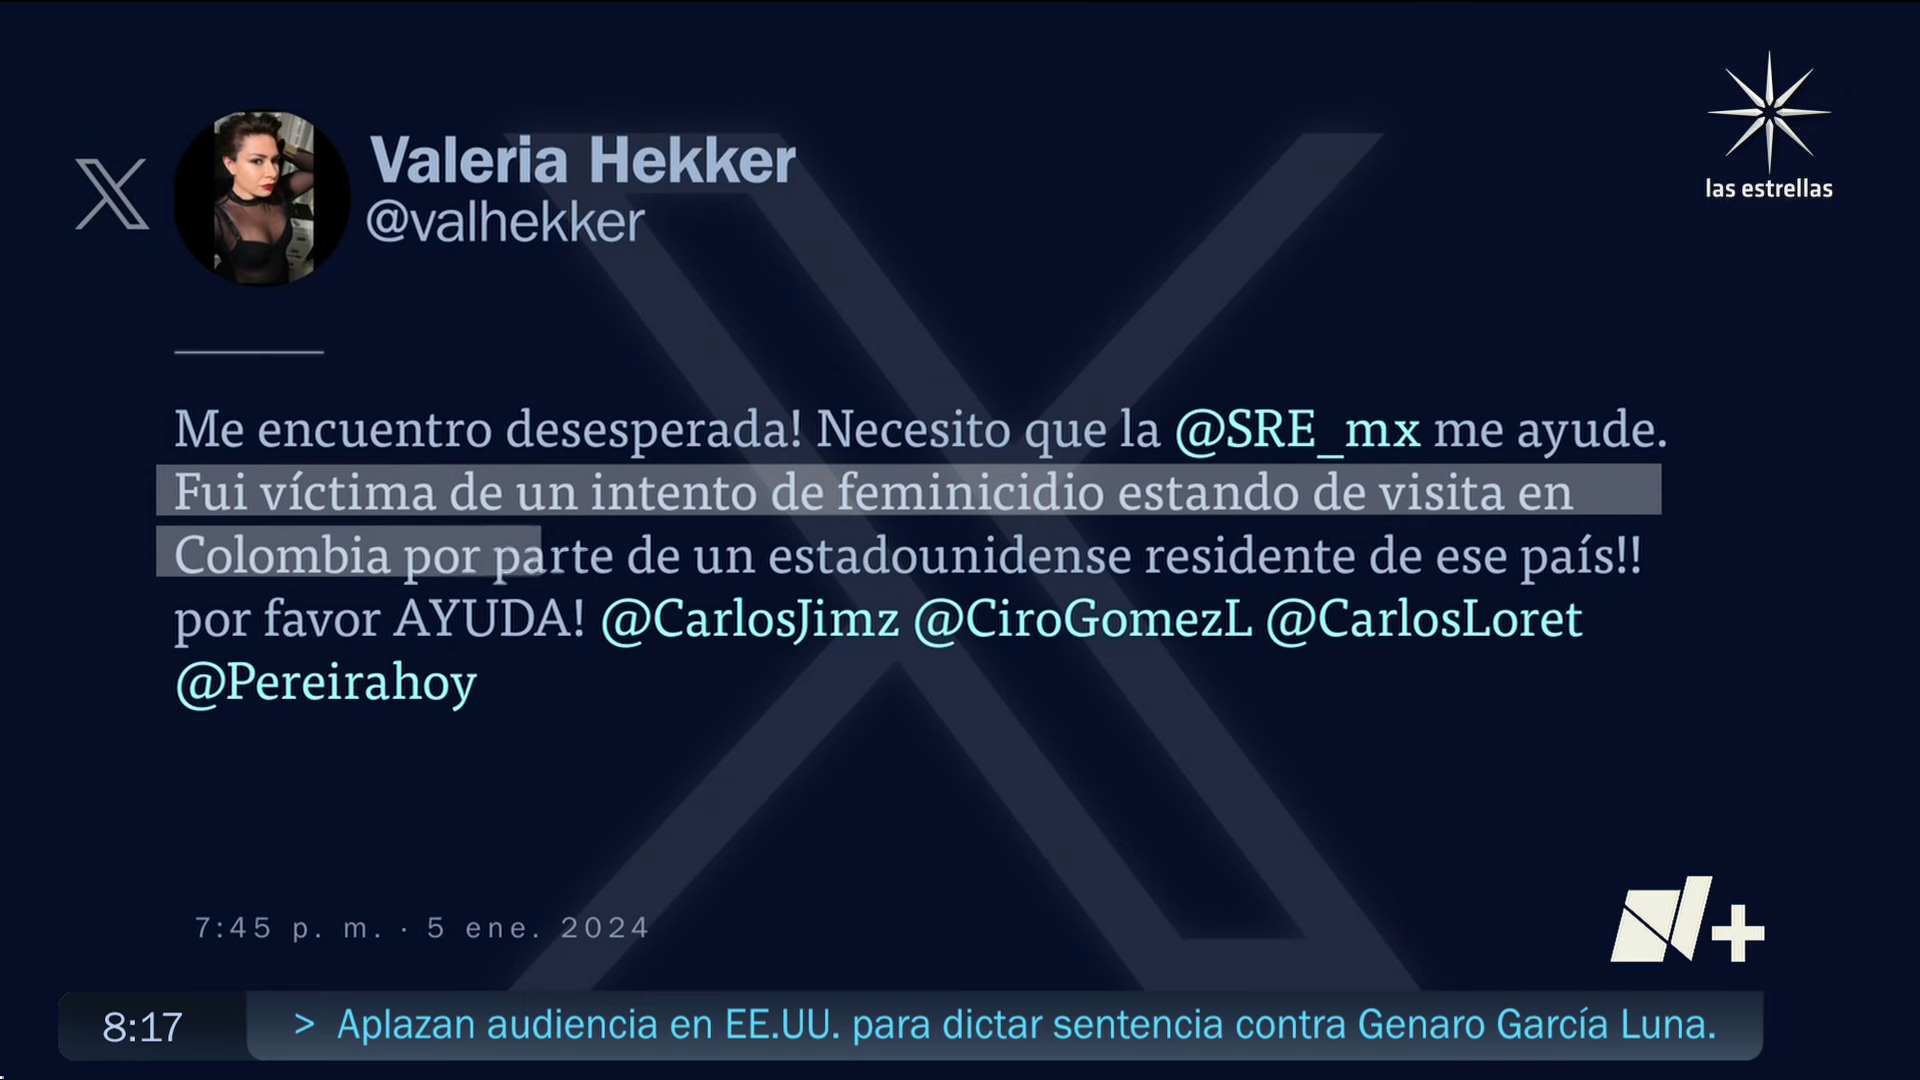 las estrellas
Valeria Hekker
@valhekker
Me encuentro desesperada! Necesito que la @SRE_mx me ayude.
Fui víctima de un intento de feminicidio estando de visita en
Colombia por parte de un estadounidense residente de ese país!!
por favor AYUDA! @CarlosJimz @CiroGomezL @CarlosLoret
@Pereirahoy
7:45 p. m. · 5 ene. 2024
N+
8:17
> Aplazan audiencia en EE.UU. para dictar sentencia contra Genaro García Luna.